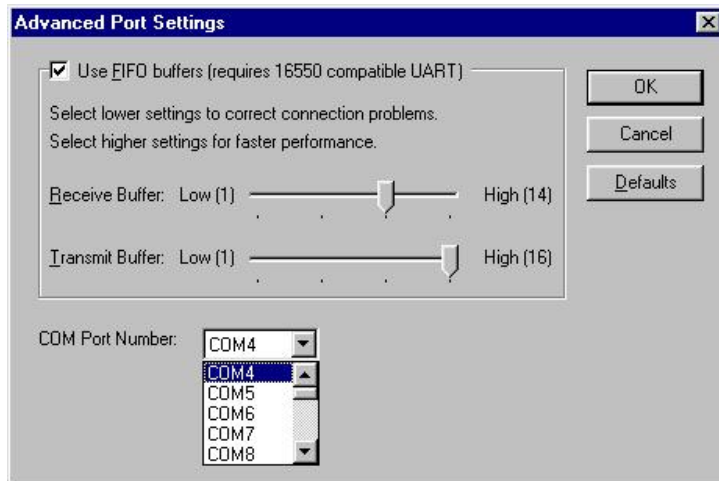 Advanced Port Settings
Use FIFO buffers (requires 16550 compatible UART)
OK
Select lower settings to correct connection problems.
Cancel
Select higher settings for faster performance.
Defaults
Receive Buffer: Low (1) High (14)
Transmit Buffer: Low (1) High (16)
COM Port Number: COM4
COM4
COM5
COM6
COM7
COM8